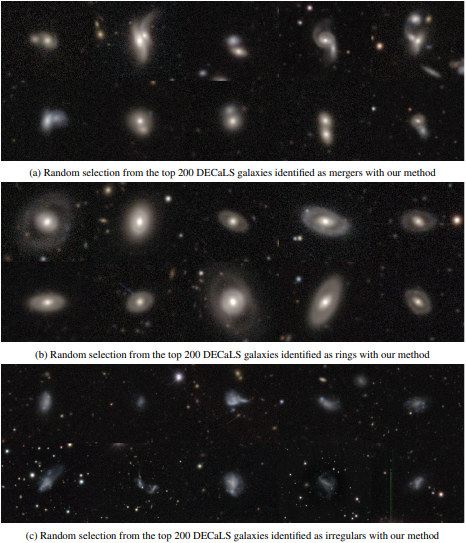 (a) Random selection from the top 200 DECaLS galaxies identified as mergers with our method
(b) Random selection from the top 200 DECaLS galaxies identified as rings with our method
(c) Random selection from the top 200 DECaLS galaxies identified as irregulars with our method